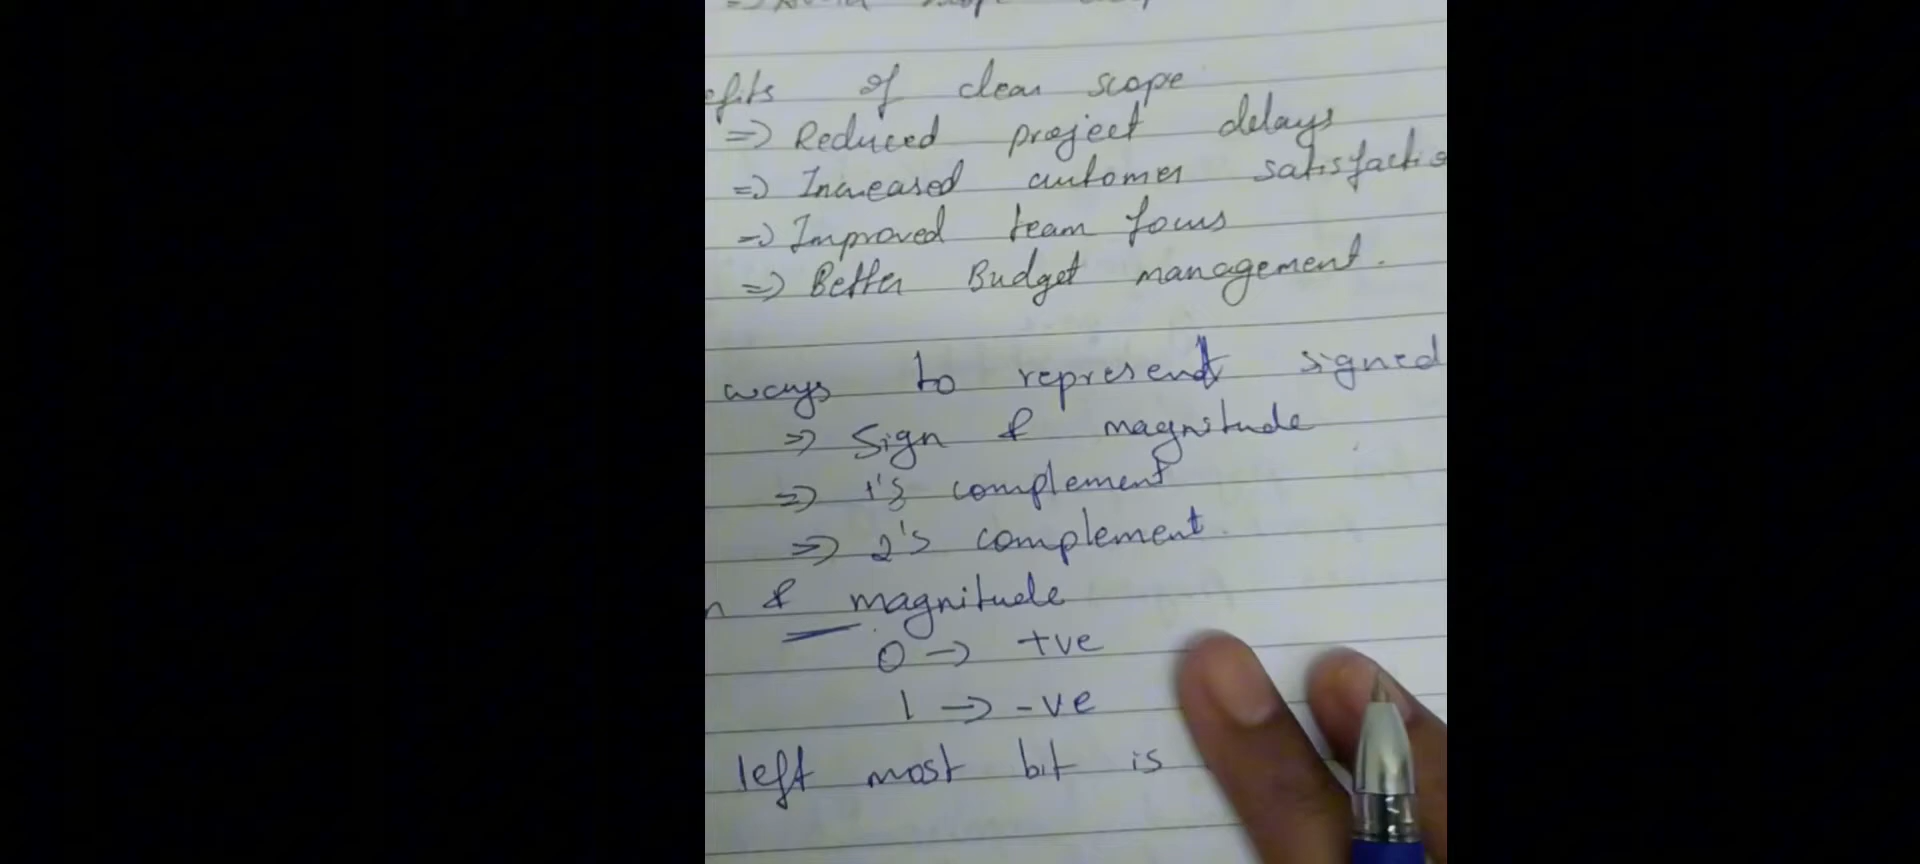 efits of clear scope
=> Reduced project delays
=> Increased customer satisfactio
=> Improved team focus
=> Better Budget management.
ways to represent signed
=> Sign & magnitude
=> 1's complement
=> 2's complement.
n & magnitude
0 -> +ve
1 -> -ve
left most bit is